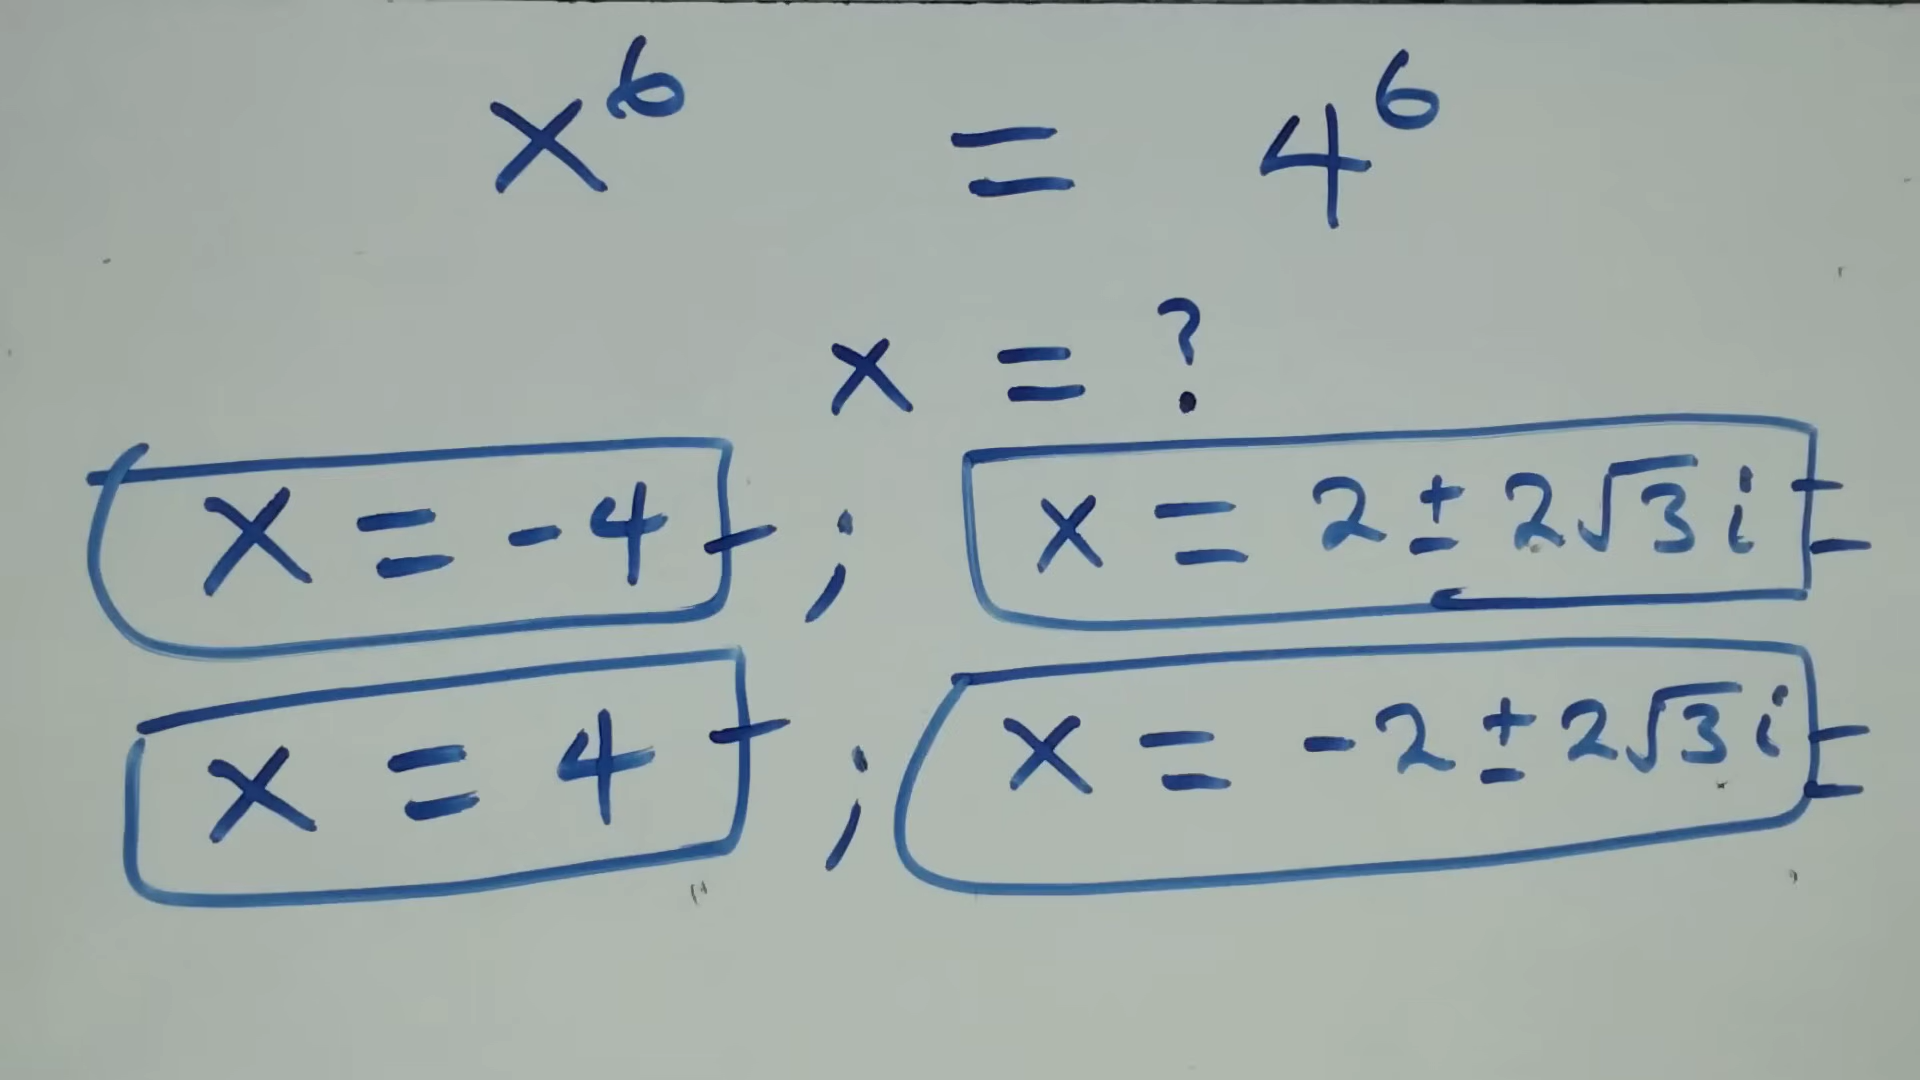 x⁶ = 4⁶
x = ?
x = -4 ; x = 2 ± 2√3 i
x = 4 ; x = -2 ± 2√3 i